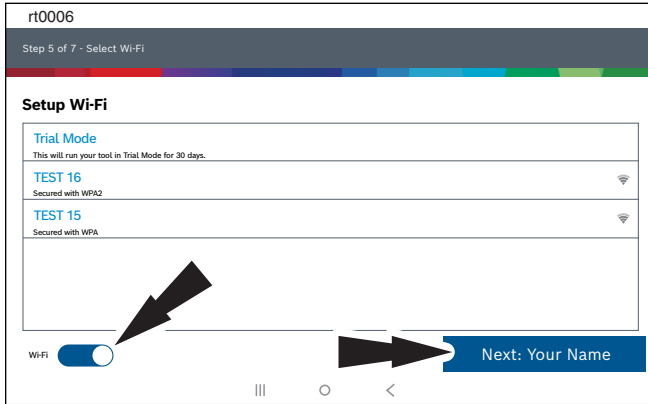 rt0006
Step 5 of 7 - Select Wi-Fi
Setup Wi-Fi
Trial Mode
This will run your tool in Trial Mode for 30 days.
TEST 16
Secured with WPA2
TEST 15
Secured with WPA
Wi-Fi
Next: Your Name